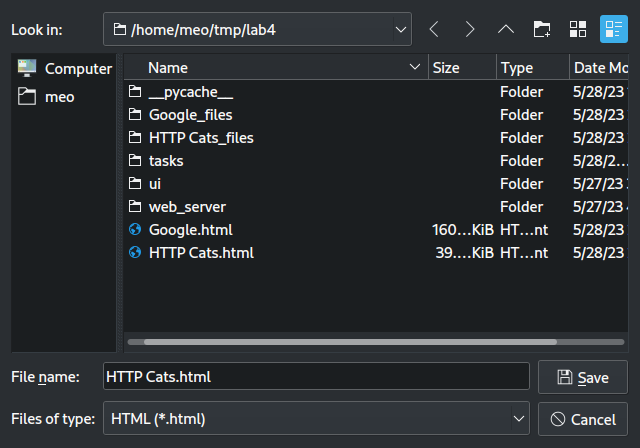 Look in: /home/meo/tmp/lab4
Computer
meo
Name Size Type Date Mo
__pycache__ Folder 5/28/23
Google_files Folder 5/28/23
HTTP Cats_files Folder 5/28/23
tasks Folder 5/28/2...
ui Folder 5/27/23
web_server Folder 5/27/23
Google.html 160...KiB HT...nt 5/28/23
HTTP Cats.html 39....KiB HT...nt 5/28/23
File name: HTTP Cats.html Save
Files of type: HTML (*.html) Cancel